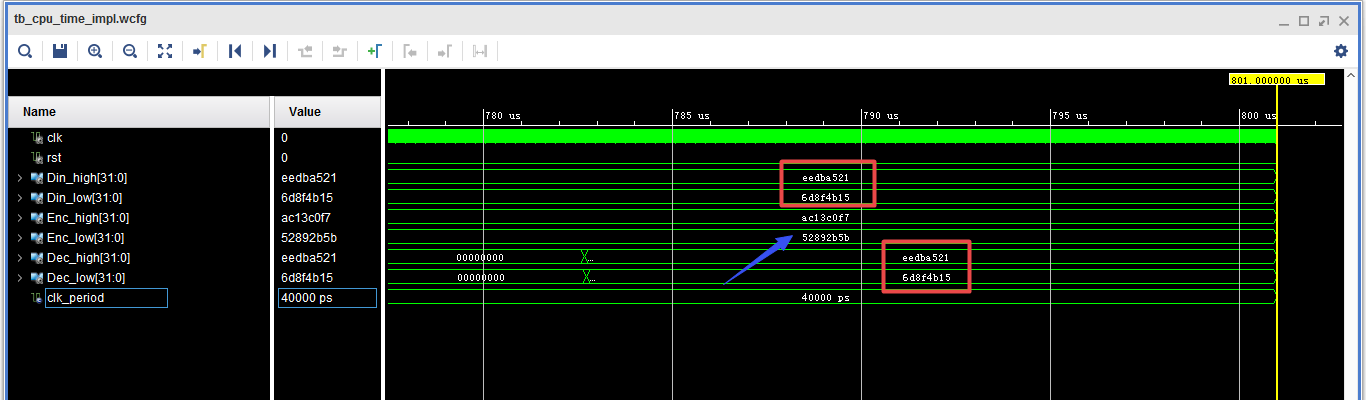 tb_cpu_time_impl.wcfg
801.000000 us
Name Value
780 us 785 us 790 us 795 us 800 us
clk 0
rst 0
Din_high[31:0] eedba521 eedba521
Din_low[31:0] 6d8f4b15 6d8f4b15
Enc_high[31:0] ac13c0f7 ac13c0f7
Enc_low[31:0] 52892b5b 52892b5b
Dec_high[31:0] eedba521 00000000 ... eedba521
Dec_low[31:0] 6d8f4b15 00000000 ... 6d8f4b15
clk_period 40000 ps 40000 ps